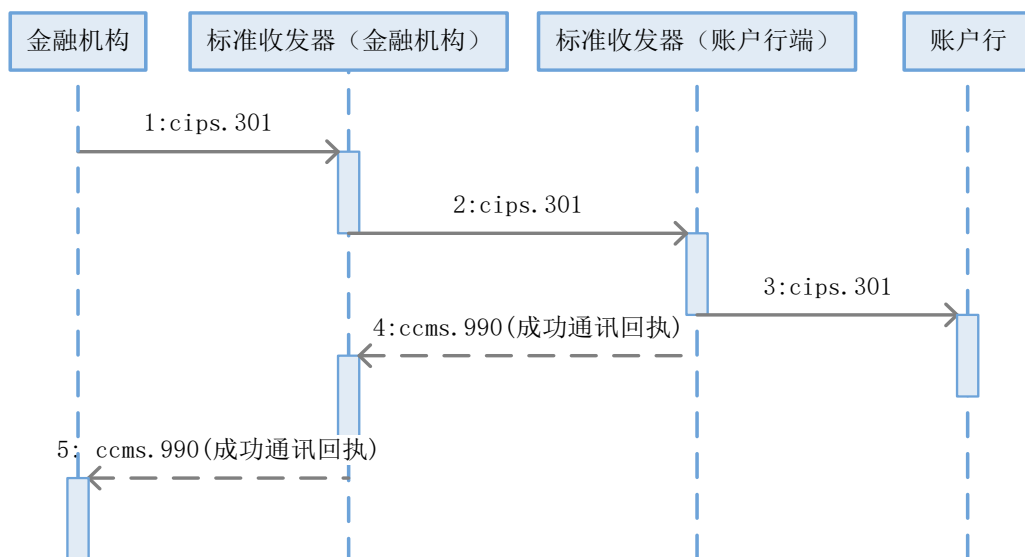 金融机构
标准收发器（金融机构）
标准收发器（账户行端）
账户行
1:cips.301
2:cips.301
3:cips.301
4:ccms.990(成功通讯回执)
5: ccms.990(成功通讯回执)